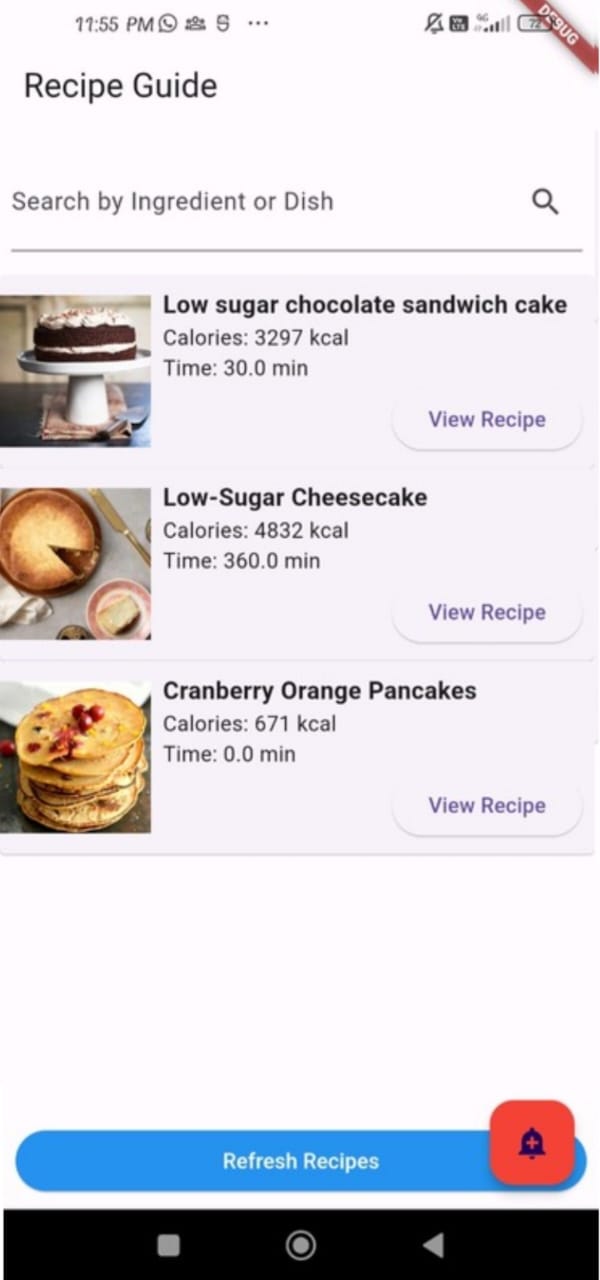 11:55 PM
72
DEBUG
Recipe Guide
Search by Ingredient or Dish
Low sugar chocolate sandwich cake
Calories: 3297 kcal
Time: 30.0 min
View Recipe
Low-Sugar Cheesecake
Calories: 4832 kcal
Time: 360.0 min
View Recipe
Cranberry Orange Pancakes
Calories: 671 kcal
Time: 0.0 min
View Recipe
Refresh Recipes